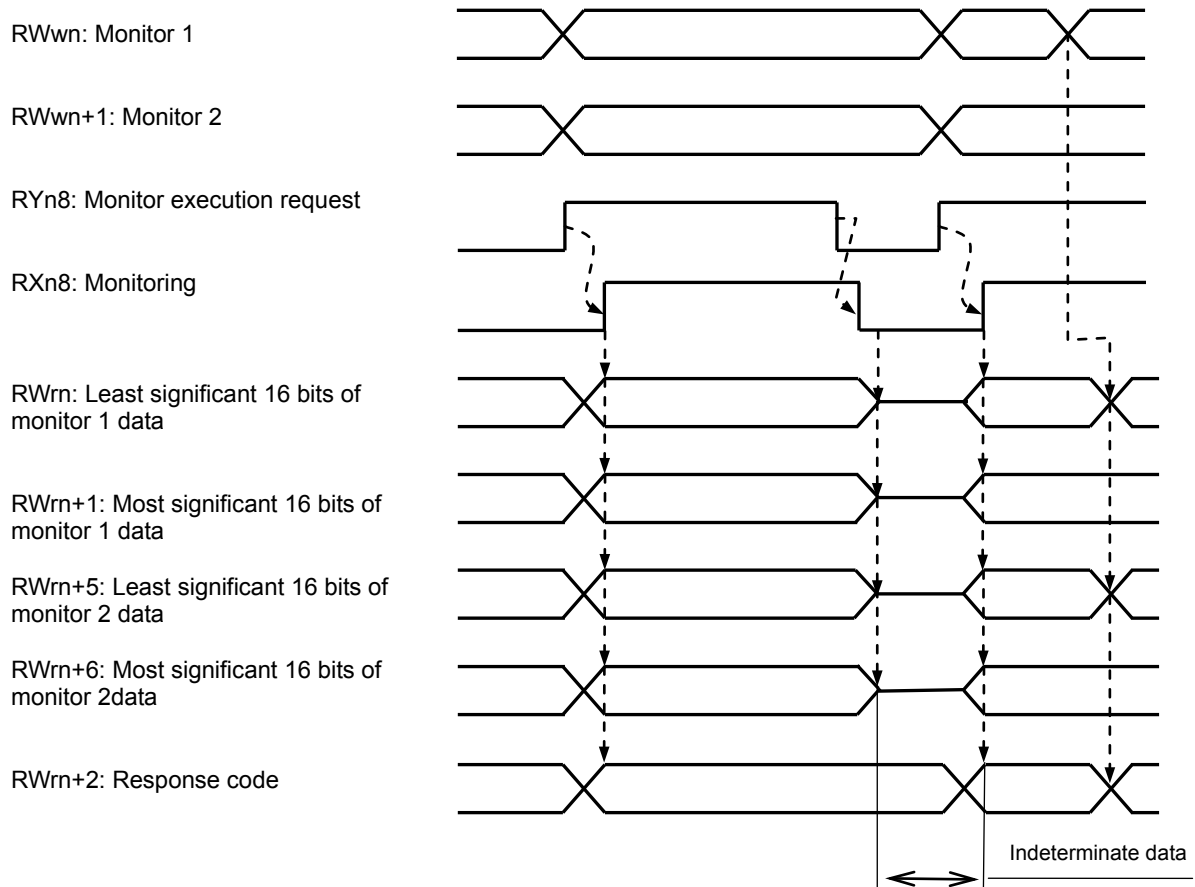 RWwn: Monitor 1
RWwn+1: Monitor 2
RYn8: Monitor execution request
RXn8: Monitoring
RWrn: Least significant 16 bits of
monitor 1 data
RWrn+1: Most significant 16 bits of
monitor 1 data
RWrn+5: Least significant 16 bits of
monitor 2 data
RWrn+6: Most significant 16 bits of
monitor 2data
RWrn+2: Response code
Indeterminate data